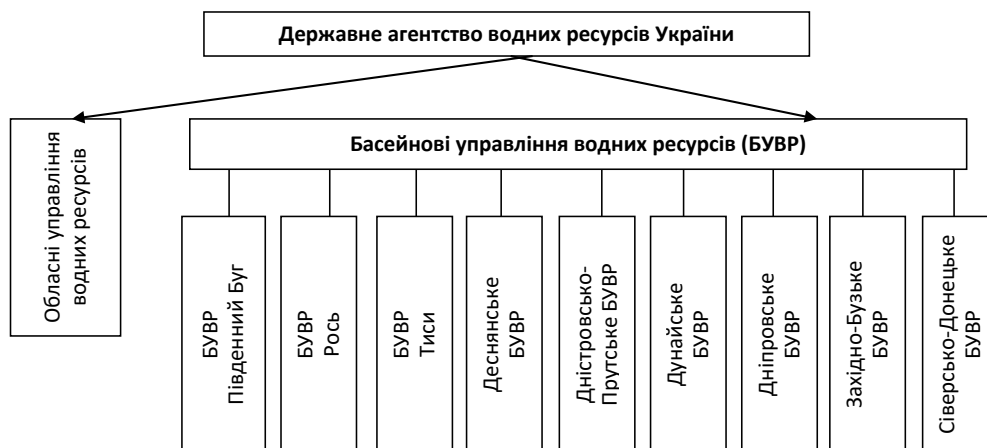 Державне агентство водних ресурсів України
Обласні управління
водних ресурсів
Басейнові управління водних ресурсів (БУВР)
БУВР
Південний Буг
БУВР
Рось
БУВР
Тиси
Деснянське
БУВР
Дністровсько-
Прутське БУВР
Дунайське
БУВР
Дніпровське
БУВР
Західно-Бузьке
БУВР
Сіверсько-Донецьке
БУВР